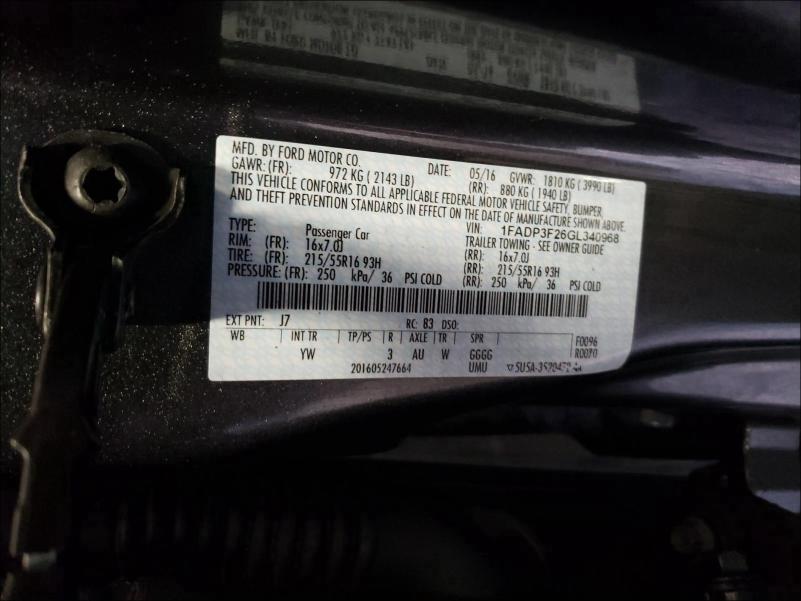 MFD. BY FORD MOTOR CO. DATE: 05/16 GVWR: 1810 KG ( 3990 LB)
GAWR:(FR): 972 KG ( 2143 LB) (RR): 880 KG ( 1940 LB)
THIS VEHICLE CONFORMS TO ALL APPLICABLE FEDERAL MOTOR VEHICLE SAFETY, BUMPER,
AND THEFT PREVENTION STANDARDS IN EFFECT ON THE DATE OF MANUFACTURE SHOWN ABOVE.
VIN: 1FADP3F26GL340968
TYPE: Passenger Car TRAILER TOWING - SEE OWNER GUIDE
RIM: (FR): 16x7.0J (RR): 16x7.0J
TIRE: (FR): 215/55R16 93H (RR): 215/55R16 93H
PRESSURE:(FR): 250 kPa/ 36 PSI COLD (RR): 250 kPa/ 36 PSI COLD
EXT PNT: J7 RC: 83 DSO:
WB INT TR TP/PS R AXLE TR SPR F0096
YW 3 AU W GGGG
201605247664 UMU